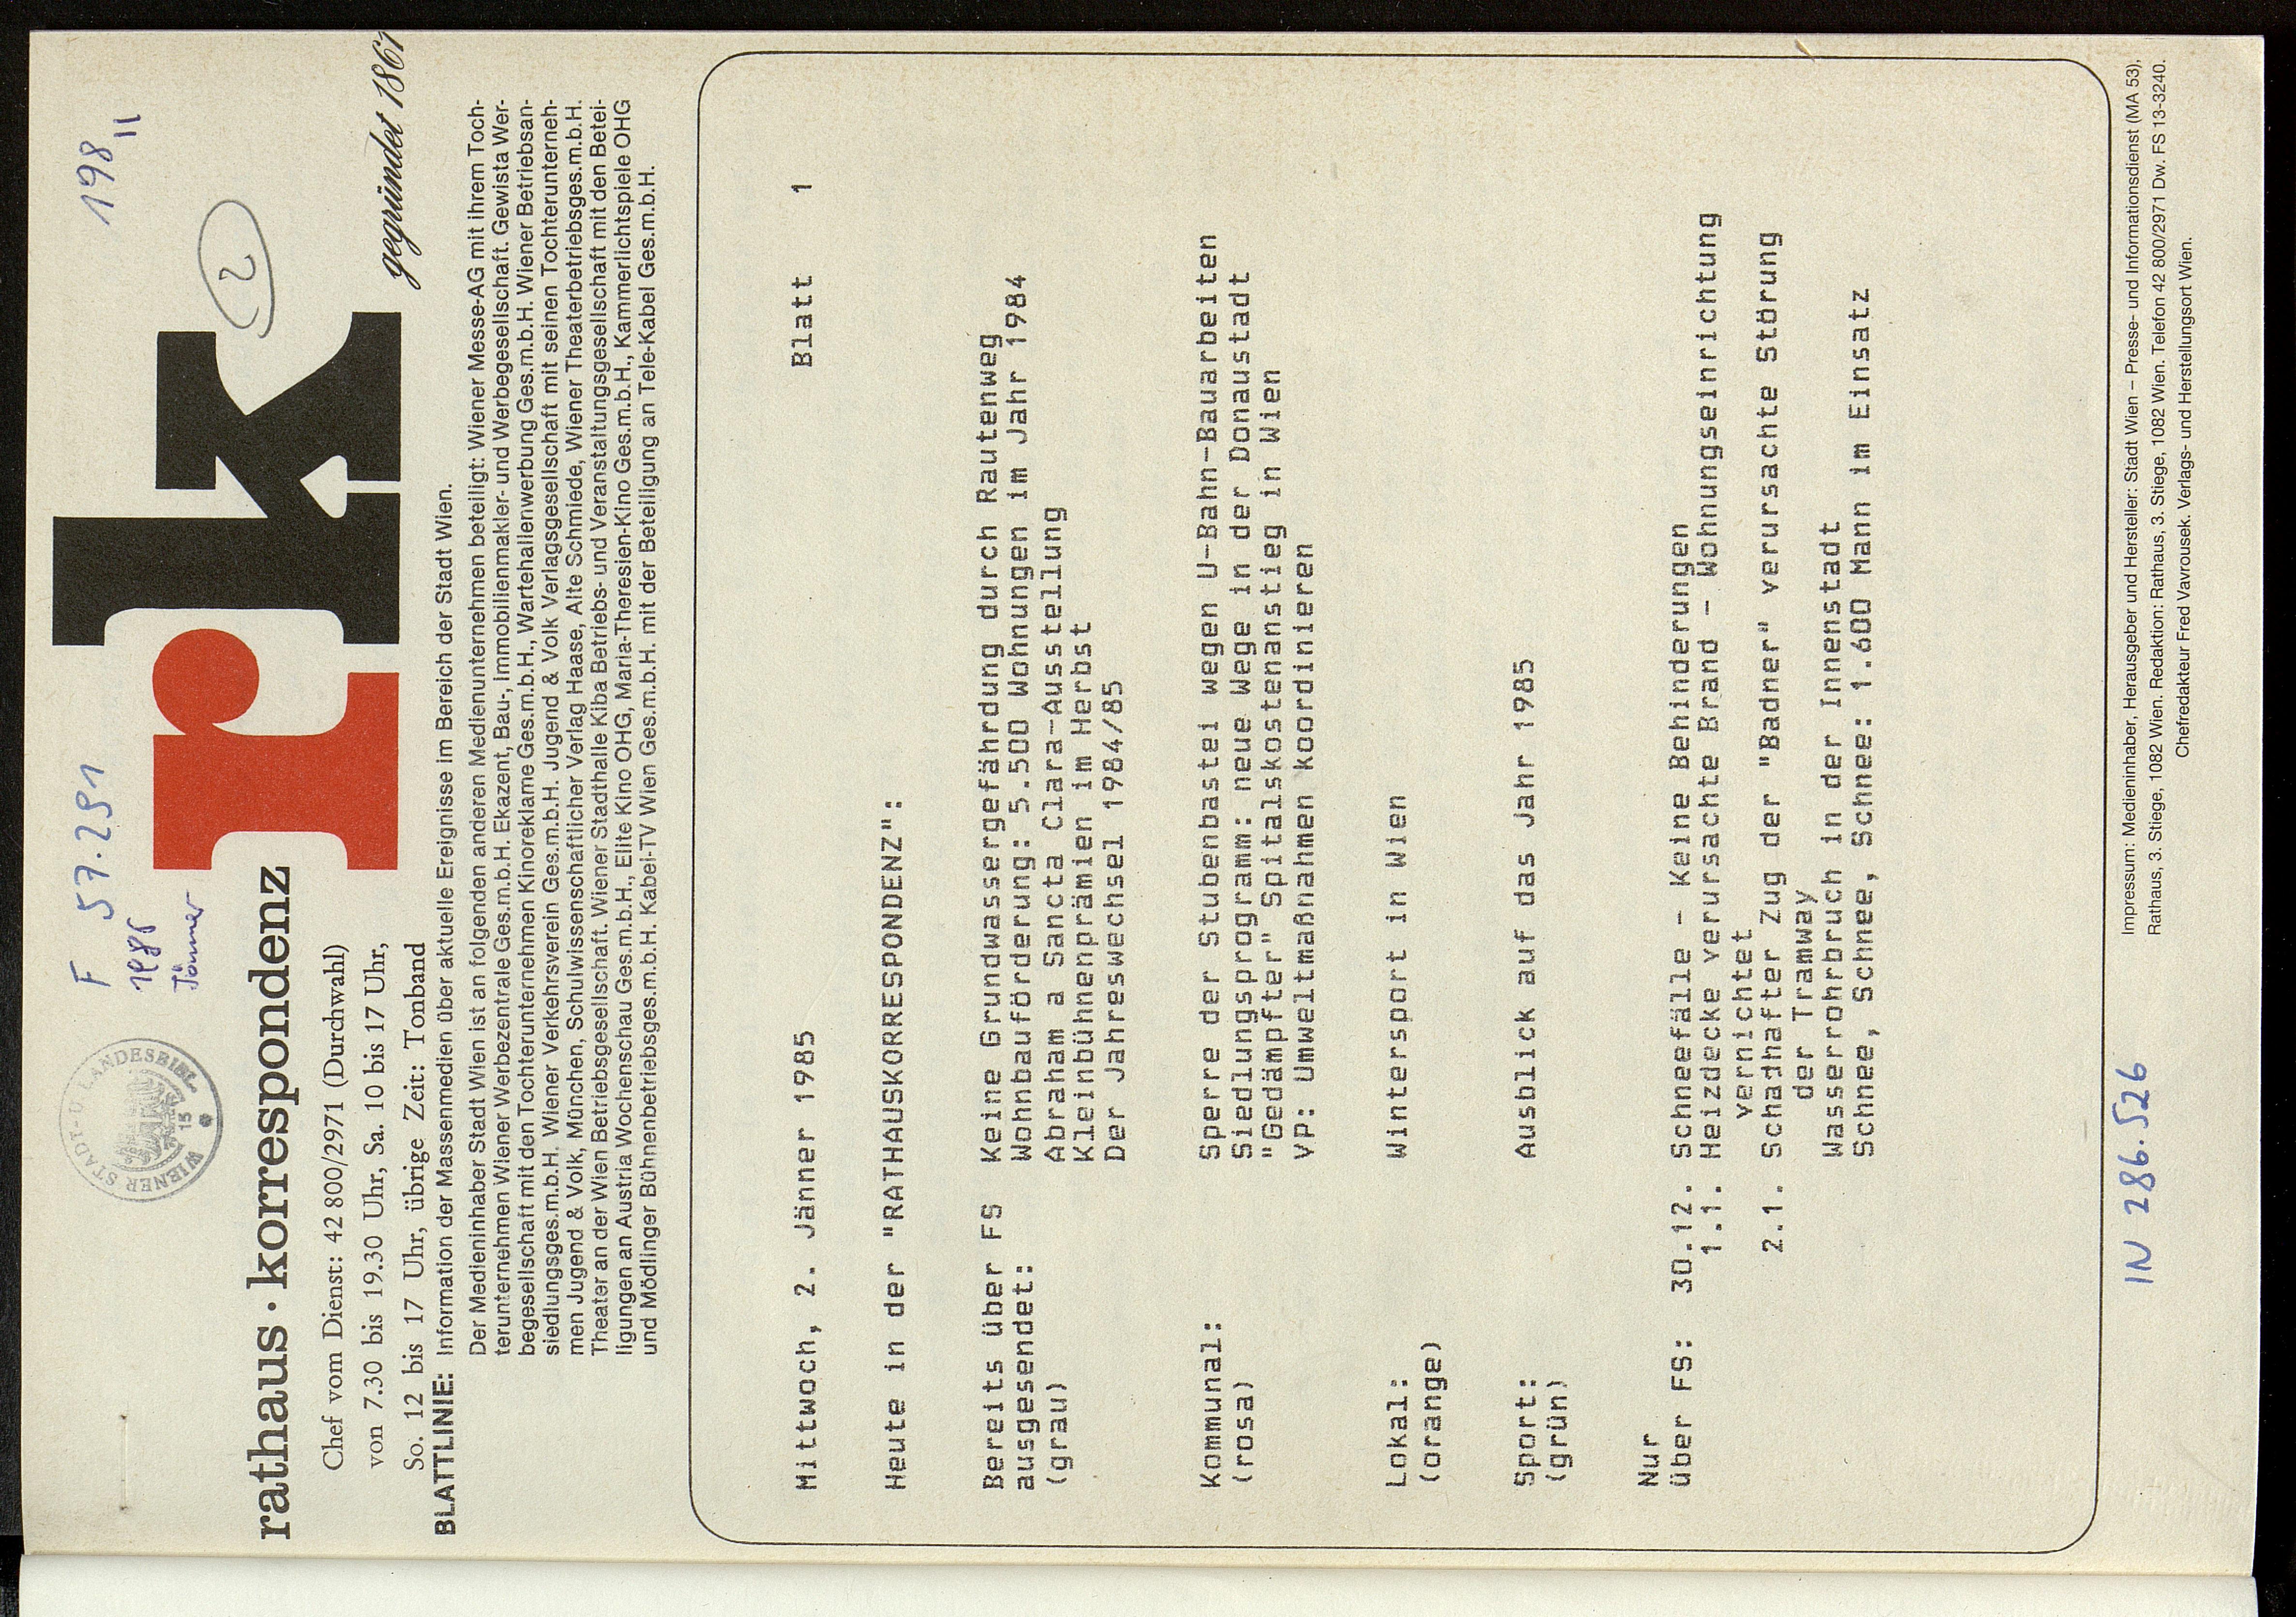 F 57.291
1985
Jänner
198
11
2
WIENER STADT-U. LANDESBIBL.
15
rk
gegründet 1861
rathaus · korrespondenz
Chef vom Dienst: 42 800/2971 (Durchwahl)
von 7.30 bis 19.30 Uhr, Sa. 10 bis 17 Uhr,
So. 12 bis 17 Uhr, übrige Zeit: Tonband
BLATTLINIE: Information der Massenmedien über aktuelle Ereignisse im Bereich der Stadt Wien.
Der Medieninhaber Stadt Wien ist an folgenden anderen Medienunternehmen beteiligt: Wiener Messe-AG mit ihrem Toch-
terunternehmen Wiener Werbezentrale Ges.m.b.H. Ekazent, Bau-, Immobilienmakler- und Werbegesellschaft. Gewista Wer-
begesellschaft mit den Tochterunternehmen Kinoreklame Ges.m.b.H., Wartehallenwerbung Ges.m.b.H. Wiener Betriebsan-
siedlungsges.m.b.H. Wiener Verkehrsverein Ges.m.b.H. Jugend & Volk Verlagsgesellschaft mit seinen Tochterunterneh-
men Jugend & Volk, München, Schulwissenschaftlicher Verlag Haase, Alte Schmiede, Wiener Theaterbetriebsges.m.b.H.
Theater an der Wien Betriebsgesellschaft. Wiener Stadthalle Kiba Betriebs- und Veranstaltungsgesellschaft mit den Betei-
ligungen an Austria Wochenschau Ges.m.b.H., Elite Kino OHG, Maria-Theresien-Kino Ges.m.b.H., Kammerlichtspiele OHG
und Mödlinger Bühnenbetriebsges.m.b.H. Kabel-TV Wien Ges.m.b.H. mit der Beteiligung an Tele-Kabel Ges.m.b.H.
Mittwoch, 2. Jänner 1985 Blatt 1
Heute in der "RATHAUSKORRESPONDENZ":
Bereits über FS Keine Grundwassergefährdung durch Rautenweg
ausgesendet: Wohnbauförderung: 5.500 Wohnungen im Jahr 1984
(grau) Abraham a Sancta Clara-Ausstellung
Kleinbühnenprämien im Herbst
Der Jahreswechsel 1984/85
Kommunal: Sperre der Stubenbastei wegen U-Bahn-Bauarbeiten
(rosa) Siedlungsprogramm: neue Wege in der Donaustadt
"Gedämpfter" Spitalskostenanstieg in Wien
VP: Umweltmaßnahmen koordinieren
Lokal: Wintersport in Wien
(orange)
Sport: Ausblick auf das Jahr 1985
(grün)
Nur
über FS: 30.12. Schneefälle - Keine Behinderungen
1.1. Heizdecke verursachte Brand - Wohnungseinrichtung
vernichtet
2.1. Schadhafter Zug der "Badner" verursachte Störung
der Tramway
Wasserrohrbruch in der Innenstadt
Schnee, Schnee, Schnee: 1.600 Mann im Einsatz
IN 286.526
Impressum: Medieninhaber, Herausgeber und Hersteller: Stadt Wien – Presse- und Informationsdienst (MA 53),
Rathaus, 3. Stiege, 1082 Wien. Redaktion: Rathaus, 3. Stiege, 1082 Wien. Telefon 42 800/2971 Dw. FS 13-3240.
Chefredakteur Fred Vavrousek. Verlags- und Herstellungsort Wien.